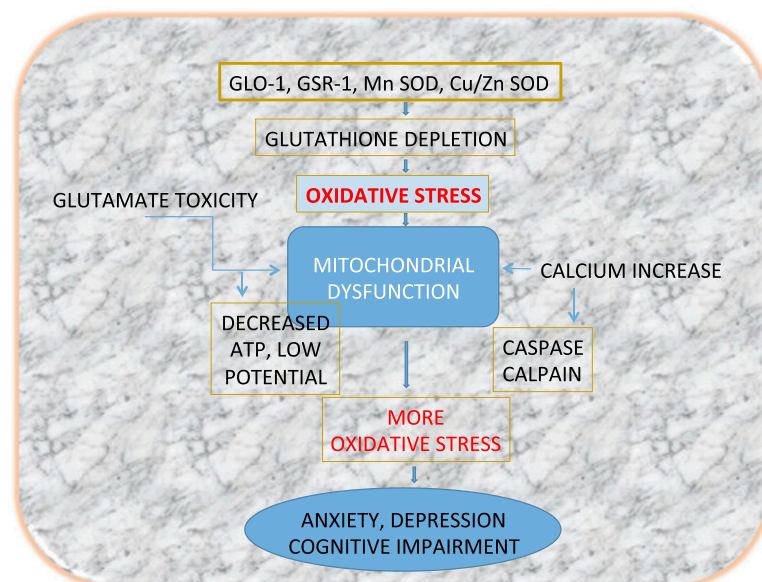 GLO-1, GSR-1, Mn SOD, Cu/Zn SOD
GLUTATHIONE DEPLETION
OXIDATIVE STRESS
GLUTAMATE TOXICITY
MITOCHONDRIAL
DYSFUNCTION
CALCIUM INCREASE
DECREASED
ATP, LOW
POTENTIAL
CASPASE
CALPAIN
MORE
OXIDATIVE STRESS
ANXIETY, DEPRESSION
COGNITIVE IMPAIRMENT